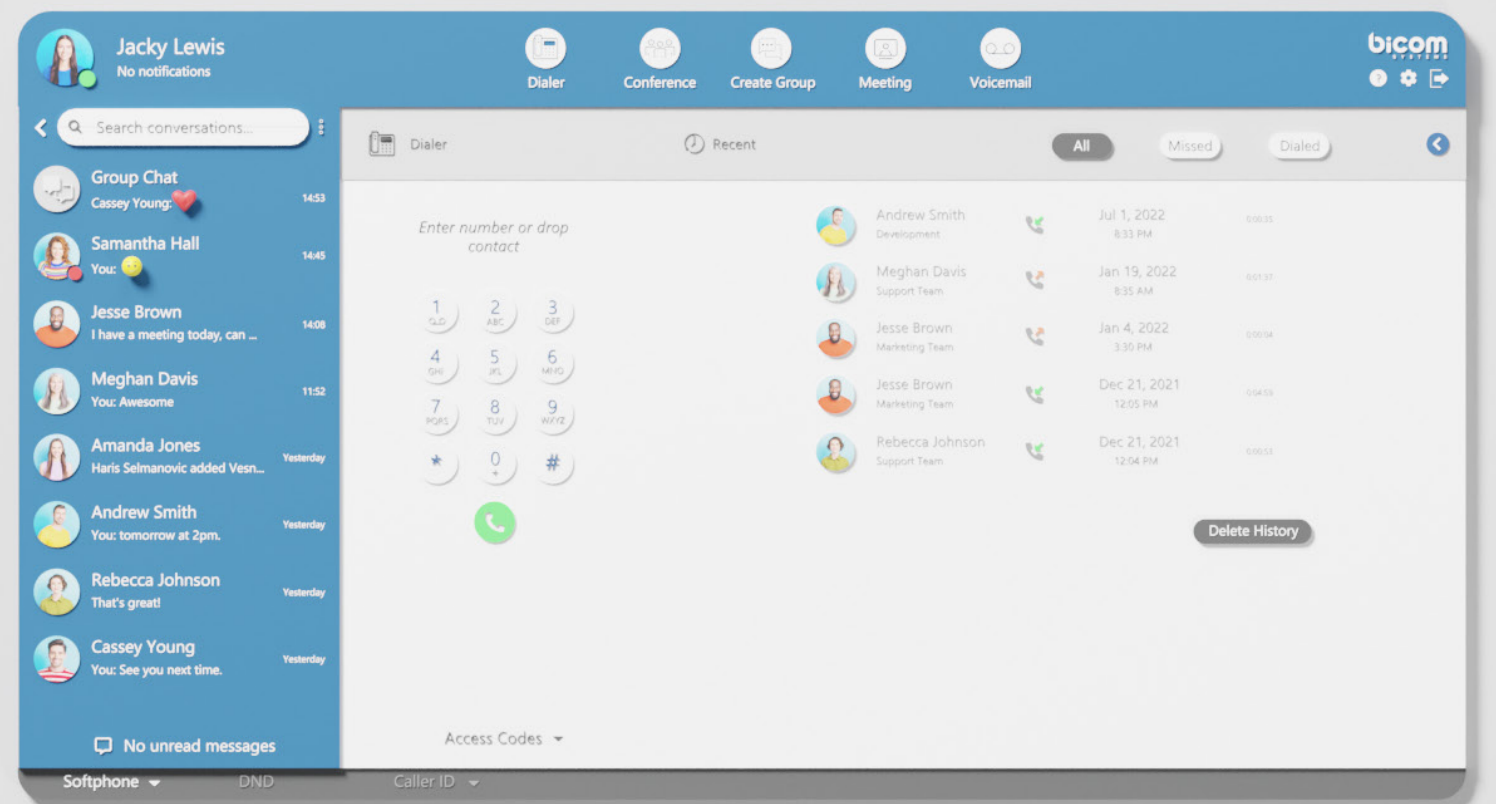 Jacky Lewis
No notifications
Dialer
Conference
Create Group
Meeting
Voicemail
bicom
SYSTEMS
?
Search conversations...
Group Chat
Cassey Young:
14:53
Samantha Hall
You:
14:45
Jesse Brown
I have a meeting today, can ...
14:08
Meghan Davis
You: Awesome
11:52
Amanda Jones
Haris Selmanovic added Vesn...
Yesterday
Andrew Smith
You: tomorrow at 2pm.
Yesterday
Rebecca Johnson
That's great!
Yesterday
Cassey Young
You: See you next time.
Yesterday
No unread messages
Dialer
Enter number or drop
contact
1
2 ABC
3 DEF
4 GHI
5 JKL
6 MNO
7 PQRS
8 TUV
9 WXYZ
*
0 +
#
Access Codes
Recent
All
Missed
Dialed
Andrew Smith
Development
Jul 1, 2022
8:33 PM
Meghan Davis
Support Team
Jan 19, 2022
8:35 AM
0:01:37
Jesse Brown
Marketing Team
Jan 4, 2022
3:30 PM
Jesse Brown
Marketing Team
Dec 21, 2021
12:05 PM
Rebecca Johnson
Support Team
Dec 21, 2021
12:04 PM
Delete History
Softphone
DND
Caller ID